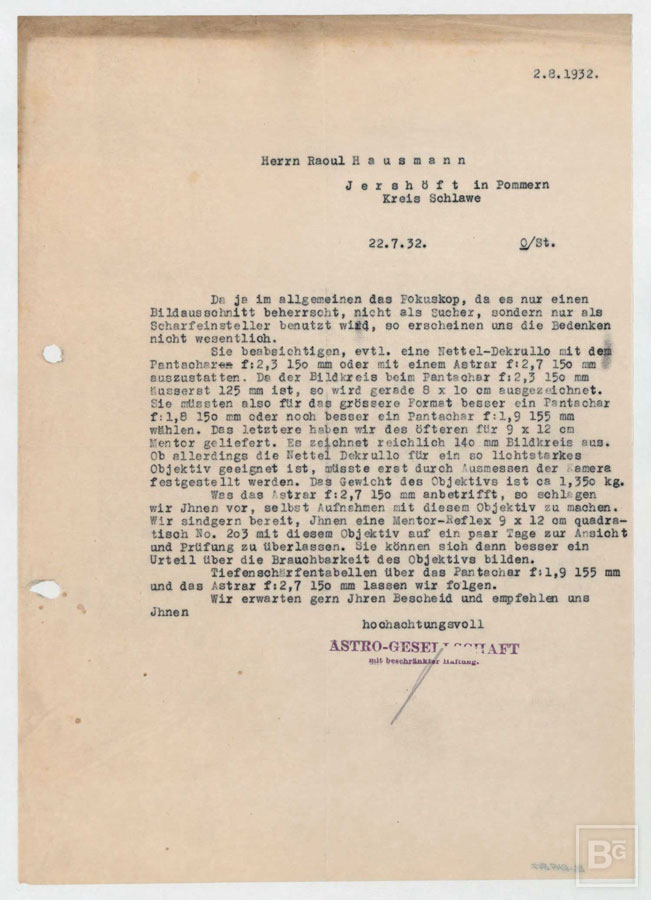 2.8.1932.
Herrn Raoul H a u s m a n n
J e r s h ö f t in Pommern
Kreis Schlawe
22.7.32. O/St.
Da ja im allgemeinen das Fokuskop, da es nur einen
Bildausschnitt beherrscht, nicht als Sucher, sondern nur als
Scharfeinsteller benutzt wird, so erscheinen uns die Bedenken
nicht wesentlich.
Sie beabsichtigen, evtl. eine Nettel-Dekrullo mit dem
Pantachar f:2,3 150 mm oder mit einem Astrar f:2,7 150 mm
auszustatten. Da der Bildkreis beim Pantachar f:2,3 150 mm
äusserst 125 mm ist, so wird gerade 8 x 10 cm ausgezeichnet.
Sie müssten also für das grössere Format besser ein Pantachar
f:1,8 150 mm oder noch besser ein Pantachar f:1,9 155 mm
wählen. Das letztere haben wir des öfteren für 9 x 12 cm
Mentor geliefert. Es zeichnet reichlich 140 mm Bildkreis aus.
Ob allerdings die Nettel Dekrullo für ein so lichtstarkes
Objektiv geeignet ist, müsste erst durch Ausmessen der Kamera
festgestellt werden. Das Gewicht des Objektivs ist ca 1,350 kg.
Was das Astrar f:2,7 150 mm anbetrifft, so schlagen
wir Jhnen vor, selbst Aufnahmen mit diesem Objektiv zu machen.
Wir sindgern bereit, Jhnen eine Mentor-Reflex 9 x 12 cm quadra-
tisch No. 203 mit diesem Objektiv auf ein paar Tage zur Ansicht
und Prüfung zu überlassen. Sie können sich dann besser ein
Urteil über die Brauchbarkeit des Objektivs bilden.
Tiefenschärfentabellen über das Pantachar f:1,9 155 mm
und das Astrar f:2,7 150 mm lassen wir folgen.
Wir erwarten gern Jhren Bescheid und empfehlen uns
Jhnen
hochachtungsvoll
ASTRO-GESELLSCHAFT
mit beschränkter Haftung.
BG